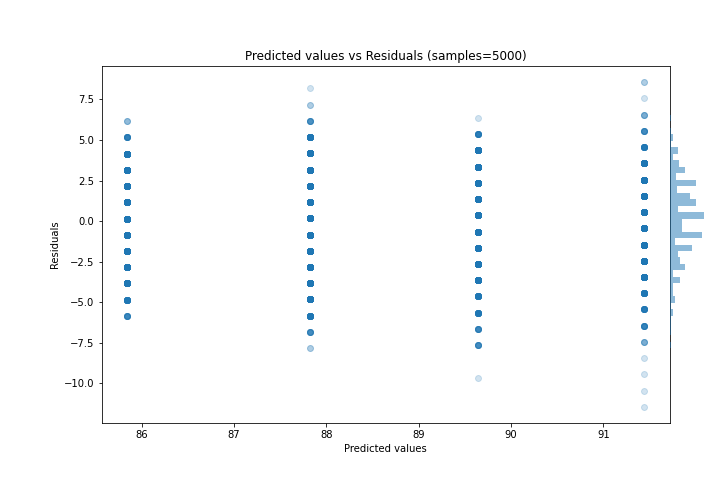 Predicted values vs Residuals (samples=5000)
7.5
5.0
2.5
0.0
−2.5
−5.0
−7.5
−10.0
Residuals
86 87 88 89 90 91
Predicted values